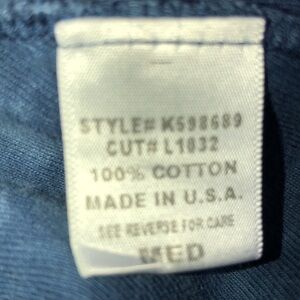 STYLE# K598689
CUT# L1032
100% COTTON
MADE IN U.S.A.
SEE REVERSE FOR CARE
MED